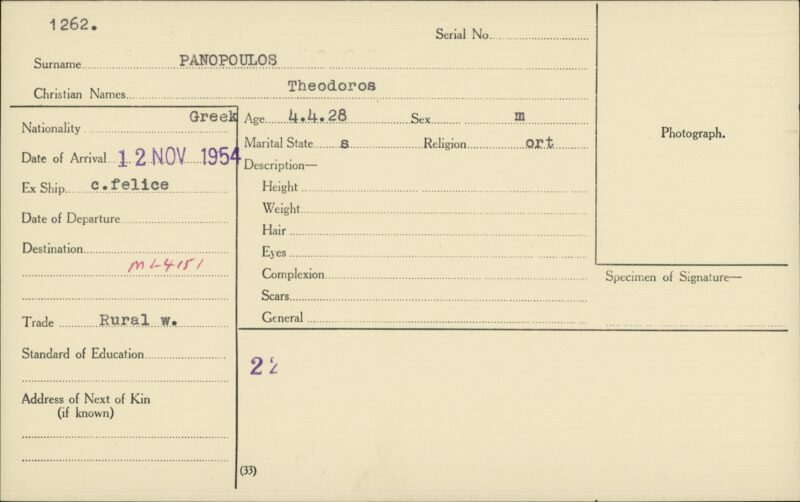 1262.
Serial No.
Surname PANOPOULOS
Christian Names Theodoros
Nationality Greek
Date of Arrival 12 NOV 1954
Ex Ship c.felice
Date of Departure
Destination
ML4151
Trade Rural w.
Standard of Education
Address of Next of Kin
(if known)
Age 4.4.28 Sex m
Marital State s Religion ort
Description—
Height
Weight
Hair
Eyes
Complexion
Scars
General
22
(33)
Photograph.
Specimen of Signature—